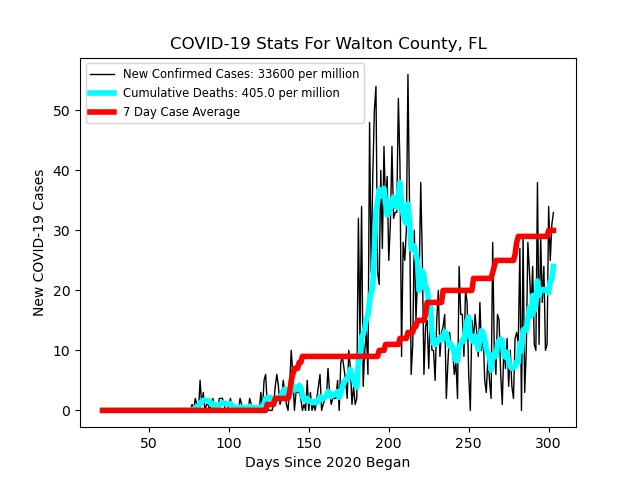 COVID-19 Stats For Walton County, FL
New Confirmed Cases: 33600 per million
Cumulative Deaths: 405.0 per million
7 Day Case Average
New COVID-19 Cases
50
40
30
20
10
0
50 100 150 200 250 300
Days Since 2020 Began